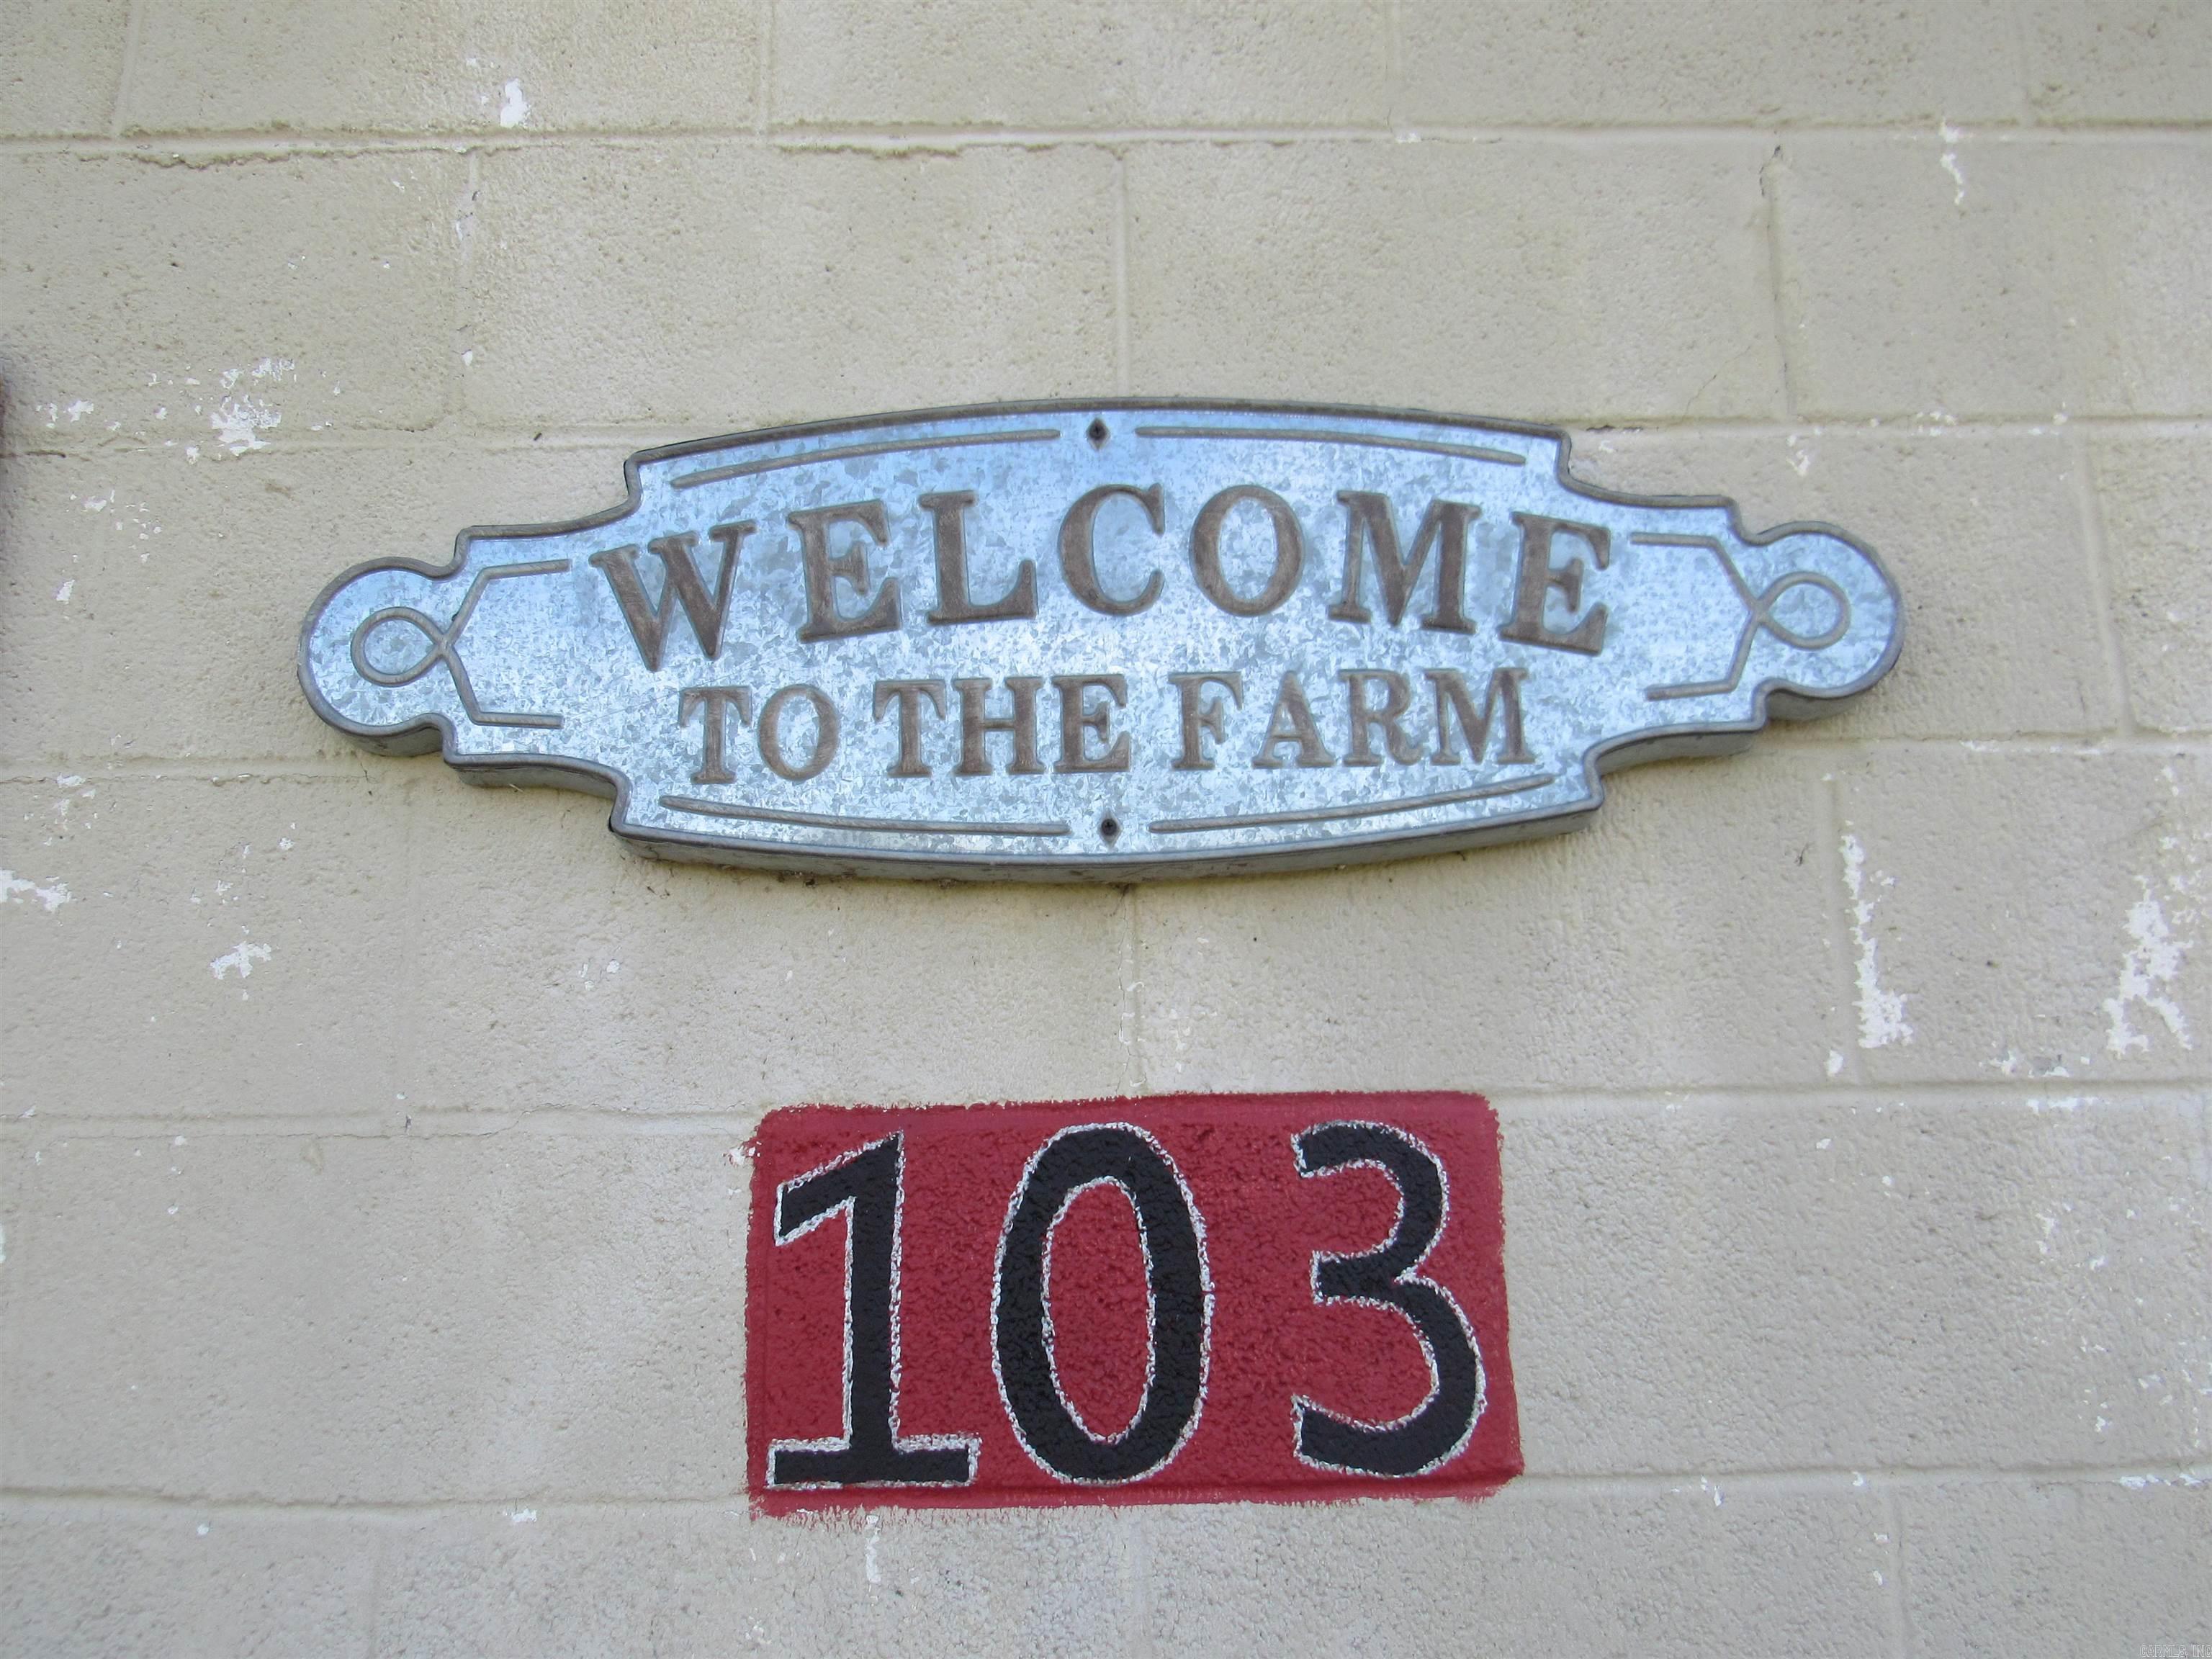 WELCOME
TO THE FARM
103